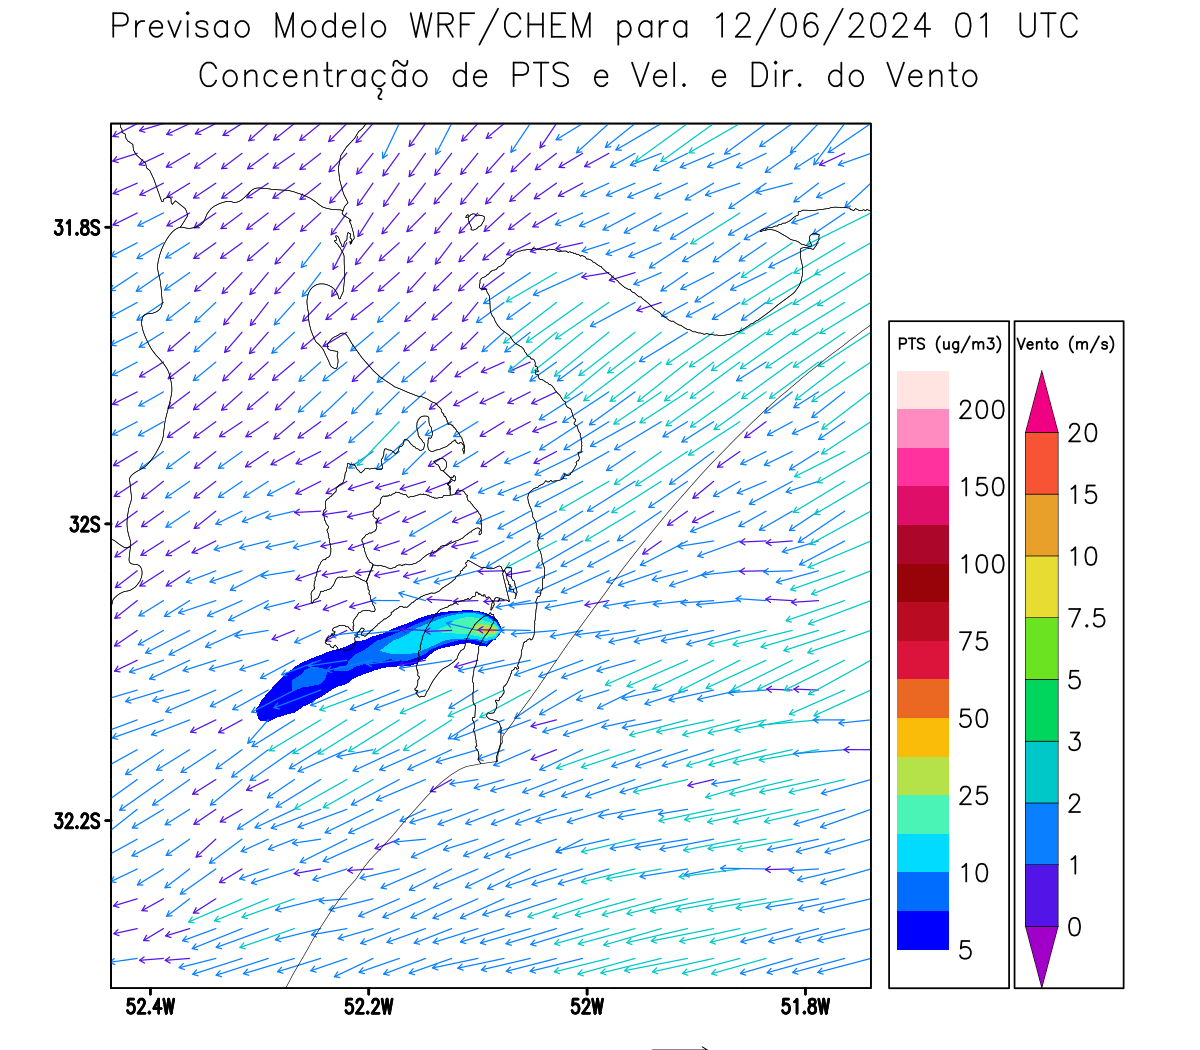 Previsao Modelo WRF/CHEM para 12/06/2024 01 UTC
Concentração de PTS e Vel. e Dir. do Vento
31.8S
32S
32.2S
52.4W 52.2W 52W 51.8W
PTS (ug/m3)
200
150
100
75
50
25
10
5
Vento (m/s)
20
15
10
7.5
5
3
2
1
0